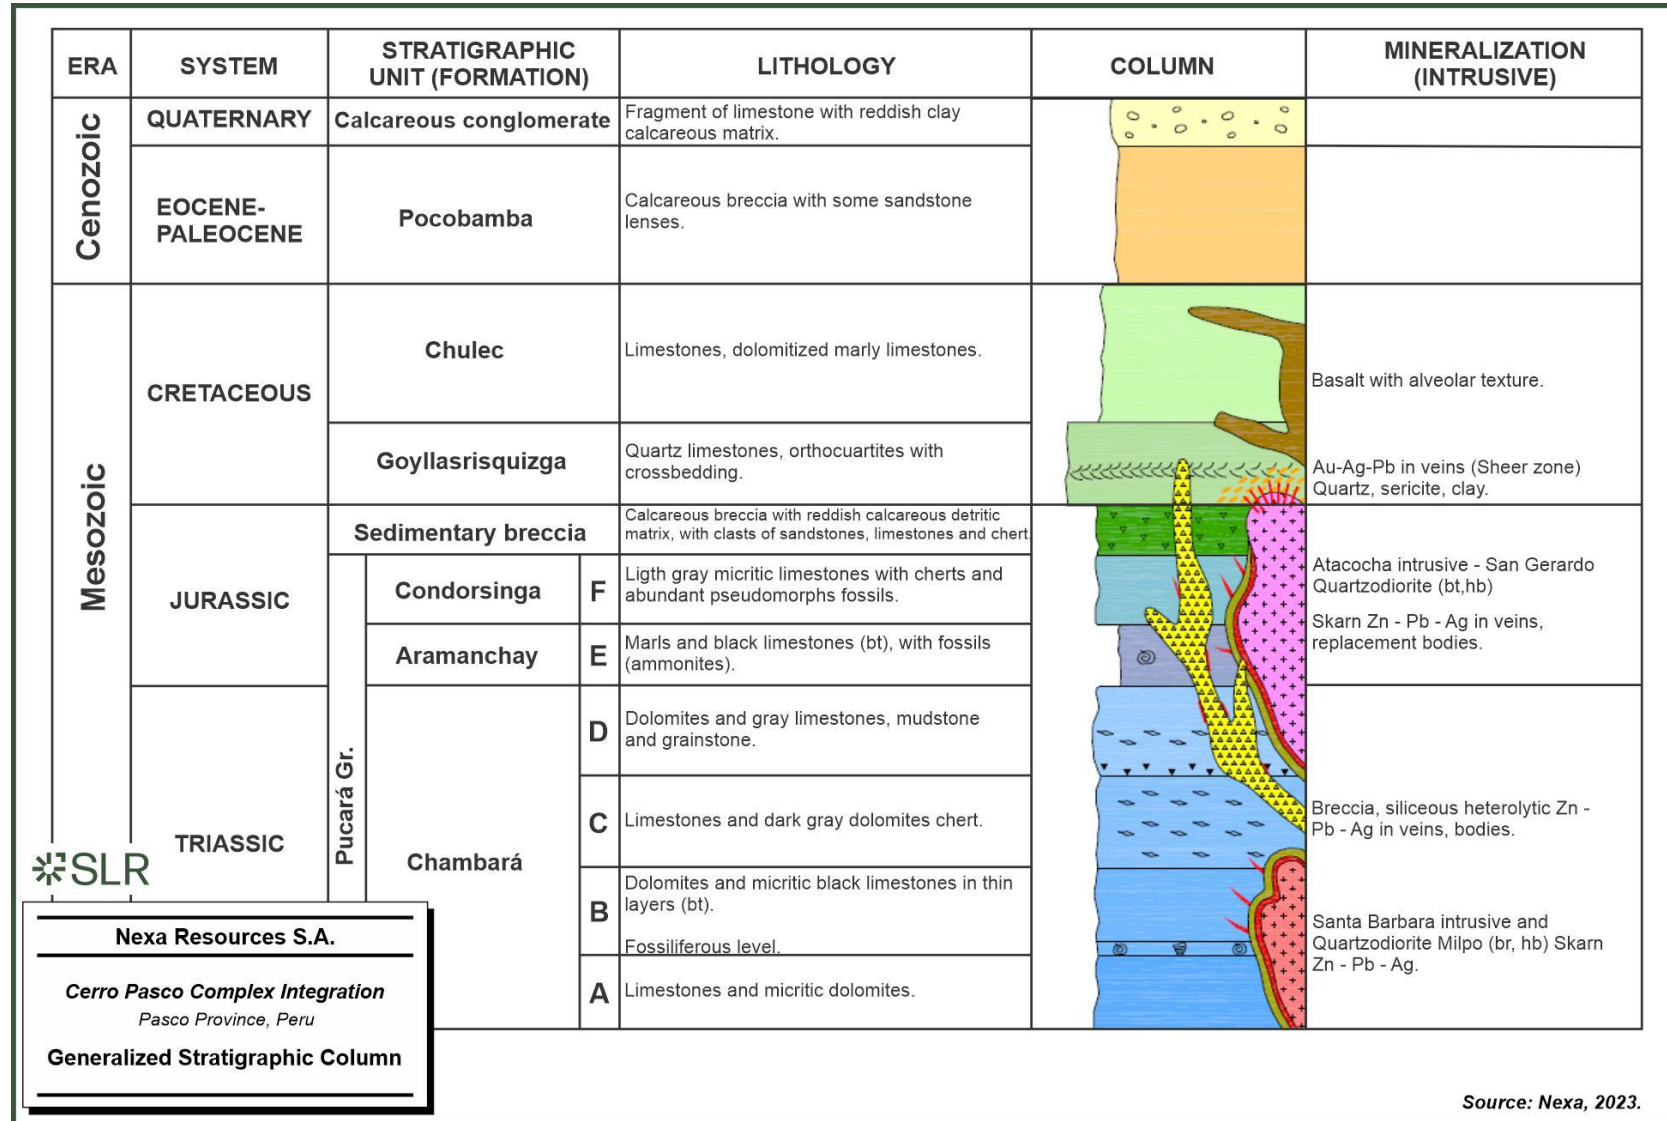 ERA
SYSTEM
STRATIGRAPHIC
UNIT (FORMATION)
LITHOLOGY
COLUMN
MINERALIZATION
(INTRUSIVE)
Cenozoic
QUATERNARY
Calcareous conglomerate
Fragment of limestone with reddish clay
calcareous matrix.
EOCENE-
PALEOCENE
Pocobamba
Calcareous breccia with some sandstone
lenses.
Mesozoic
CRETACEOUS
Chulec
Limestones, dolomitized marly limestones.
Basalt with alveolar texture.
Goyllasrisquizga
Quartz limestones, orthocuartites with
crossbedding.
Au-Ag-Pb in veins (Sheer zone)
Quartz, sericite, clay.
JURASSIC
Sedimentary breccia
Calcareous breccia with reddish calcareous detritic
matrix, with clasts of sandstones, limestones and chert.
Pucará Gr.
Condorsinga
F
Ligth gray micritic limestones with cherts and
abundant pseudomorphs fossils.
Atacocha intrusive - San Gerardo
Quartzodiorite (bt,hb)
Skarn Zn - Pb - Ag in veins,
replacement bodies.
Aramanchay
E
Marls and black limestones (bt), with fossils
(ammonites).
TRIASSIC
Chambará
D
Dolomites and gray limestones, mudstone
and grainstone.
C
Limestones and dark gray dolomites chert.
Breccia, siliceous heterolytic Zn -
Pb - Ag in veins, bodies.
B
Dolomites and micritic black limestones in thin
layers (bt).
Fossiliferous level.
Santa Barbara intrusive and
Quartzodiorite Milpo (br, hb) Skarn
Zn - Pb - Ag.
A
Limestones and micritic dolomites.
SLR
Nexa Resources S.A.
Cerro Pasco Complex Integration
Pasco Province, Peru
Generalized Stratigraphic Column
Source: Nexa, 2023.